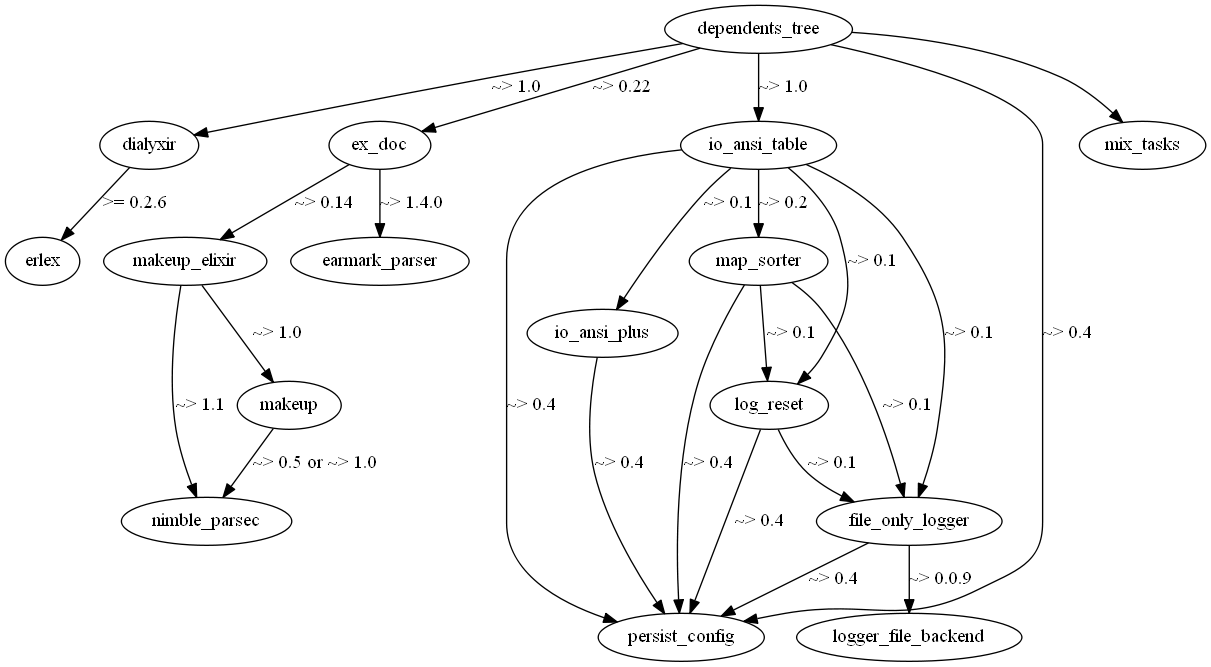 dependents_tree
~> 1.0
~> 0.22
~> 1.0
dialyxir
ex_doc
io_ansi_table
mix_tasks
>= 0.2.6
~> 0.14
~> 1.4.0
~> 0.1
~> 0.2
erlex
makeup_elixir
earmark_parser
map_sorter
~> 0.1
~> 1.0
io_ansi_plus
~> 0.1
~> 0.1
~> 0.4
~> 1.1
makeup
~> 0.4
log_reset
~> 0.1
~> 0.5 or ~> 1.0
~> 0.4
~> 0.4
~> 0.1
nimble_parsec
~> 0.4
file_only_logger
~> 0.4
~> 0.0.9
persist_config
logger_file_backend